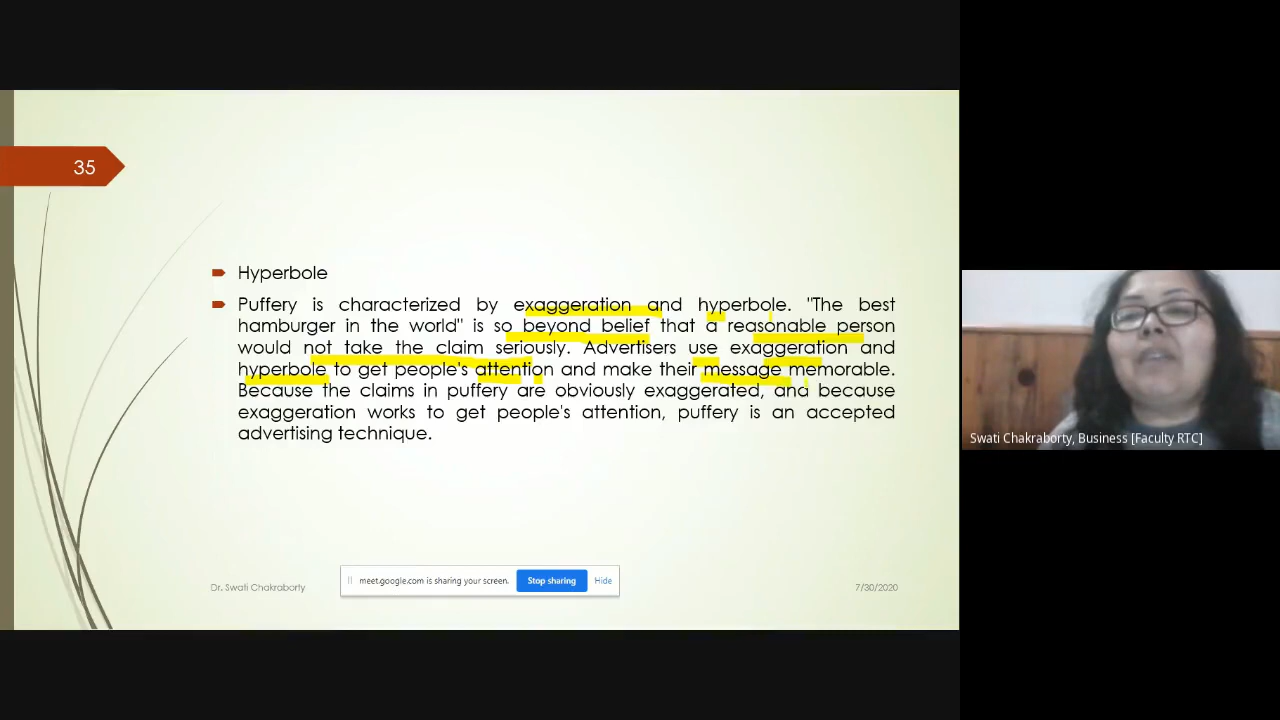 35
Hyperbole
Puffery is characterized by exaggeration and hyperbole. "The best
hamburger in the world" is so beyond belief that a reasonable person
would not take the claim seriously. Advertisers use exaggeration and
hyperbole to get people's attention and make their message memorable.
Because the claims in puffery are obviously exaggerated, and because
exaggeration works to get people's attention, puffery is an accepted
advertising technique.
Swati Chakraborty, Business [Faculty RTC]
meet.google.com is sharing your screen. Stop sharing Hide
Dr. Swati Chakraborty
7/30/2020